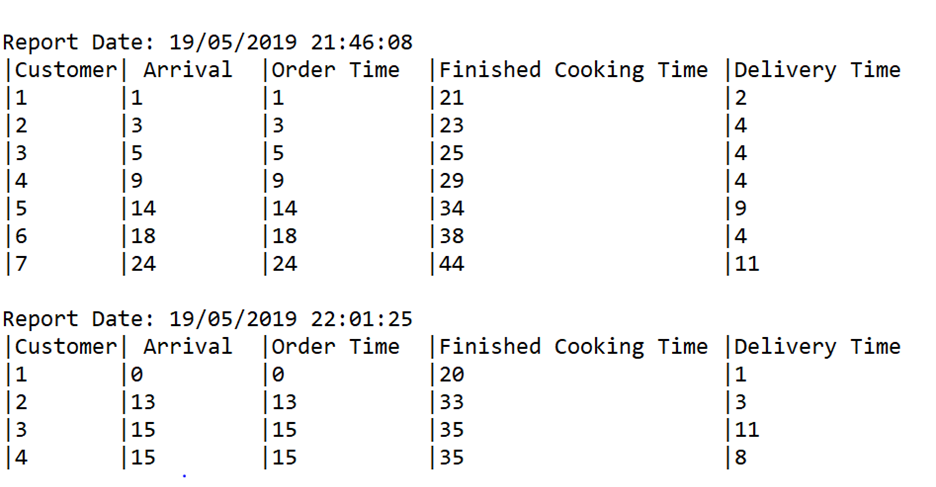 Report Date: 19/05/2019 21:46:08
|Customer| Arrival  |Order Time  |Finished Cooking Time |Delivery Time
|1       |1         |1           |21                    |2
|2       |3         |3           |23                    |4
|3       |5         |5           |25                    |4
|4       |9         |9           |29                    |4
|5       |14        |14          |34                    |9
|6       |18        |18          |38                    |4
|7       |24        |24          |44                    |11
Report Date: 19/05/2019 22:01:25
|Customer| Arrival  |Order Time  |Finished Cooking Time |Delivery Time
|1       |0         |0           |20                    |1
|2       |13        |13          |33                    |3
|3       |15        |15          |35                    |11
|4       |15        |15          |35                    |8